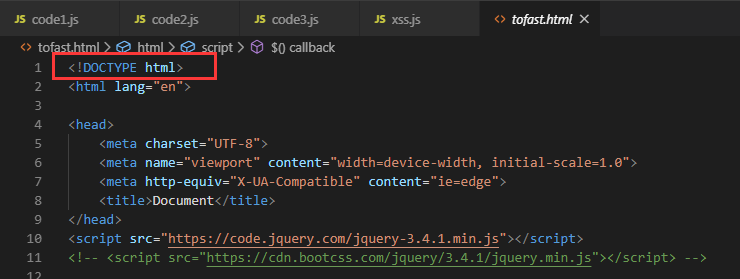 JS code1.js JS code2.js JS code3.js JS xss.js <> tofast.html ×
<> tofast.html > html > script > $() callback
1 <!DOCTYPE html>
2 <html lang="en">
3
4 <head>
5 <meta charset="UTF-8">
6 <meta name="viewport" content="width=device-width, initial-scale=1.0">
7 <meta http-equiv="X-UA-Compatible" content="ie=edge">
8 <title>Document</title>
9 </head>
10 <script src="https://code.jquery.com/jquery-3.4.1.min.js"></script>
11 <!-- <script src="https://cdn.bootcss.com/jquery/3.4.1/jquery.min.js"></script> -->